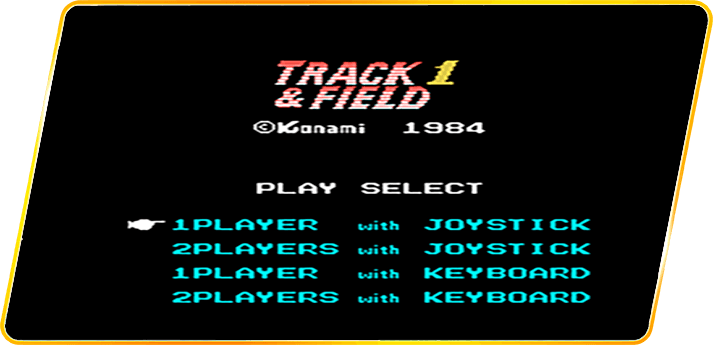 TRACK 1
& FIELD
©Konami 1984
PLAY SELECT
1PLAYER with JOYSTICK
2PLAYERS with JOYSTICK
1PLAYER with KEYBOARD
2PLAYERS with KEYBOARD